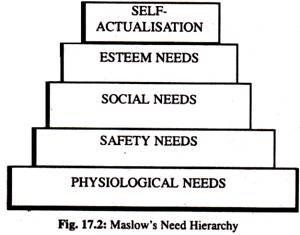 SELF-
ACTUALISATION
ESTEEM NEEDS
SOCIAL NEEDS
SAFETY NEEDS
PHYSIOLOGICAL NEEDS
Fig. 17.2: Maslow's Need Hierarchy